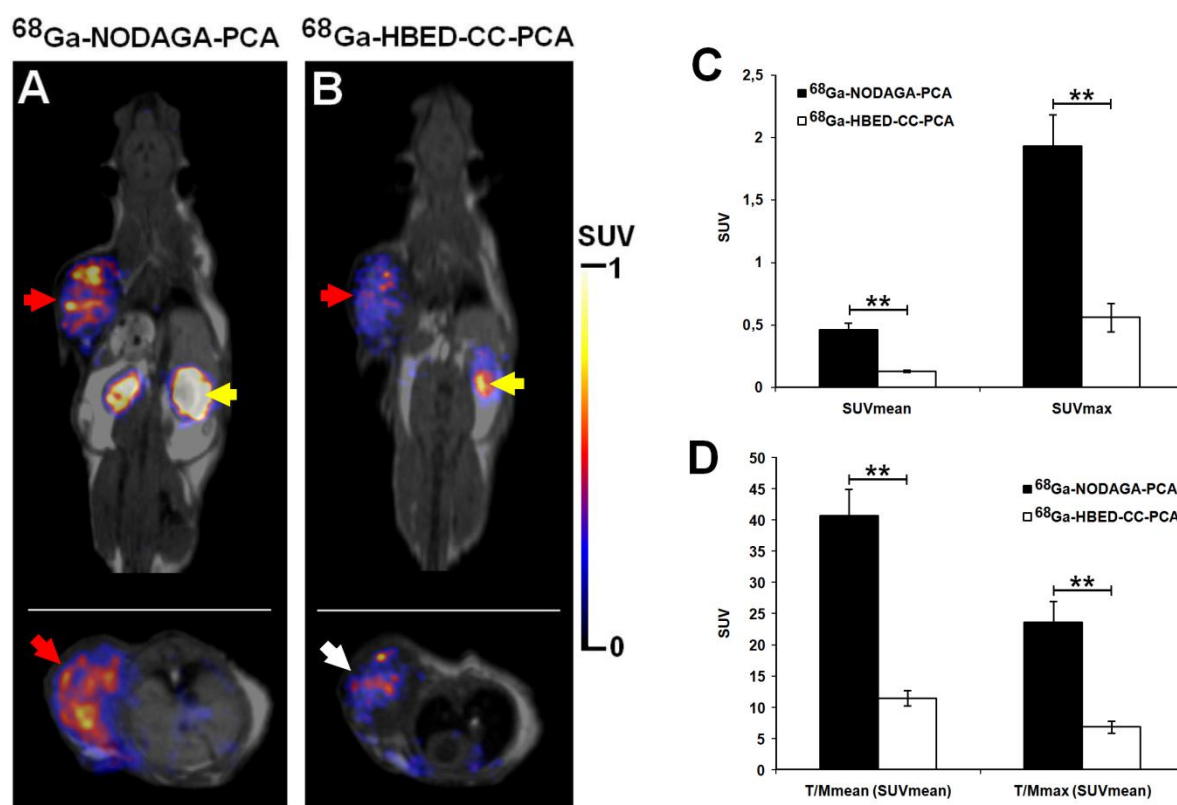 ⁶⁸Ga-NODAGA-PCA
⁶⁸Ga-HBED-CC-PCA
A
B
SUV
1
0
C
2,5
2
1,5
1
0,5
0
SUV
⁶⁸Ga-NODAGA-PCA
⁶⁸Ga-HBED-CC-PCA
**
**
SUVmean
SUVmax
D
50
45
40
35
30
25
20
15
10
5
0
SUV
**
**
⁶⁸Ga-NODAGA-PCA
⁶⁸Ga-HBED-CC-PCA
T/Mmean (SUVmean)
T/Mmax (SUVmean)